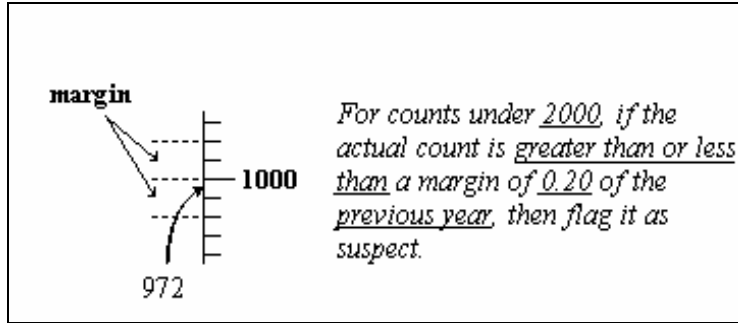 margin
1000
972
For counts under 2000, if the
actual count is greater than or less
than a margin of 0.20 of the
previous year, then flag it as
suspect.